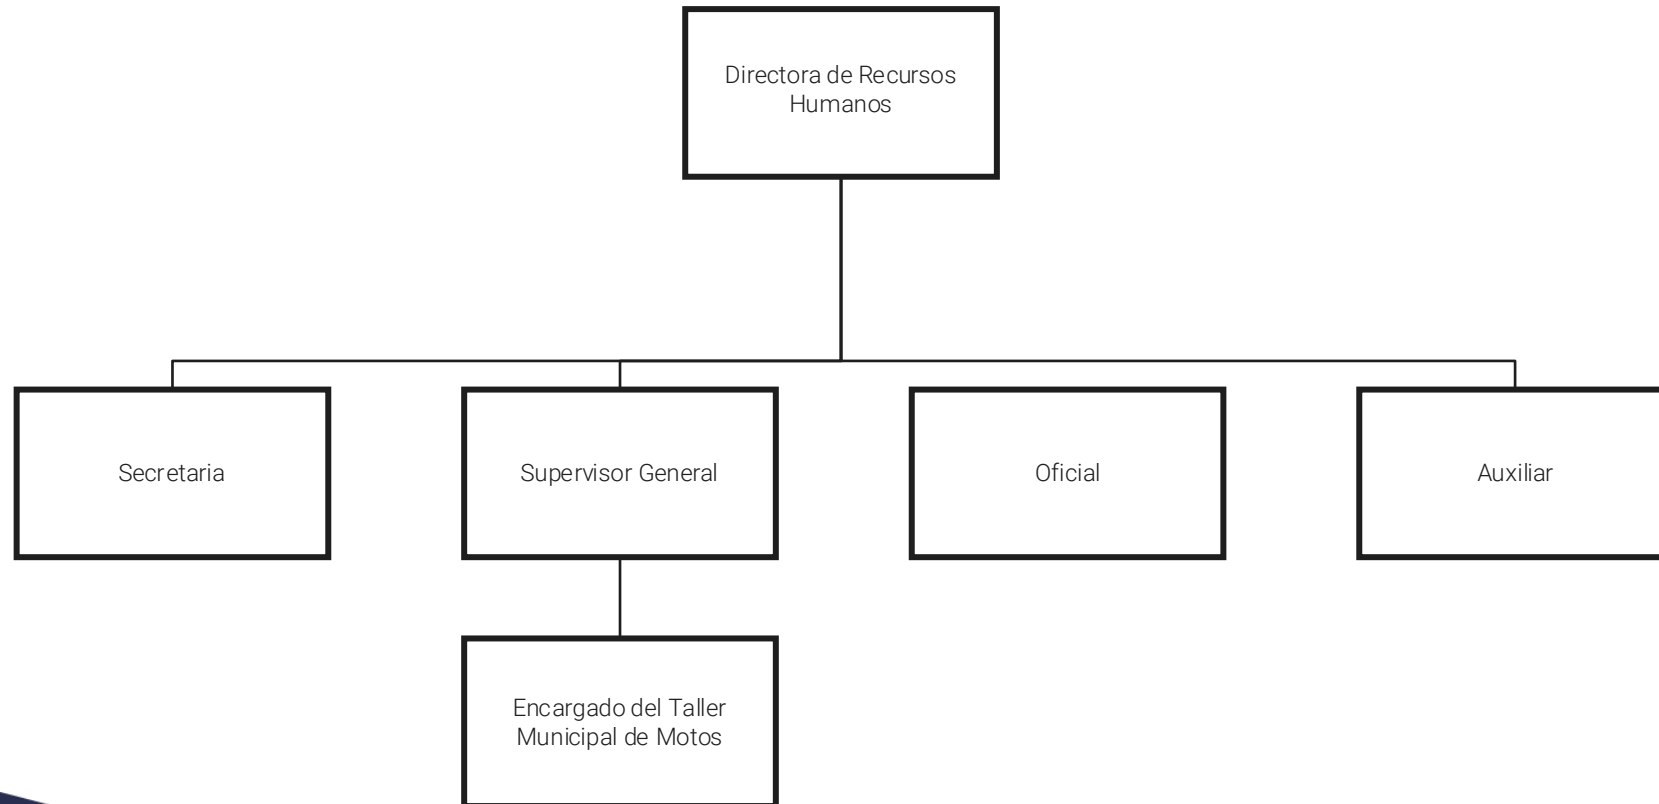 Directora de Recursos
Humanos
Secretaria
Supervisor General
Oficial
Auxiliar
Encargado del Taller
Municipal de Motos